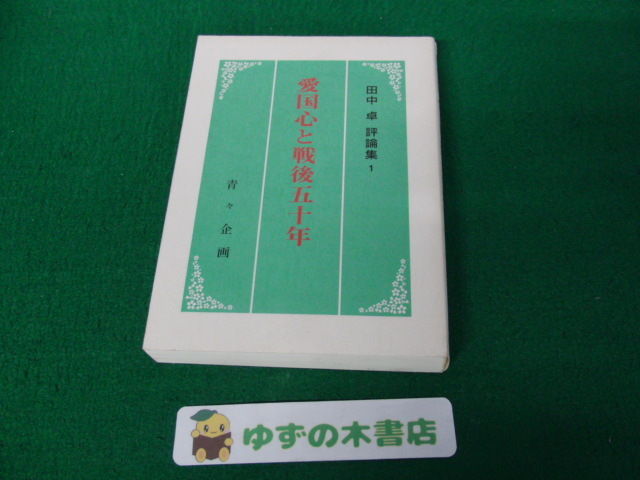 田中 卓 評論集 1
愛国心と戦後五十年
青々企画
ゆずの木書店